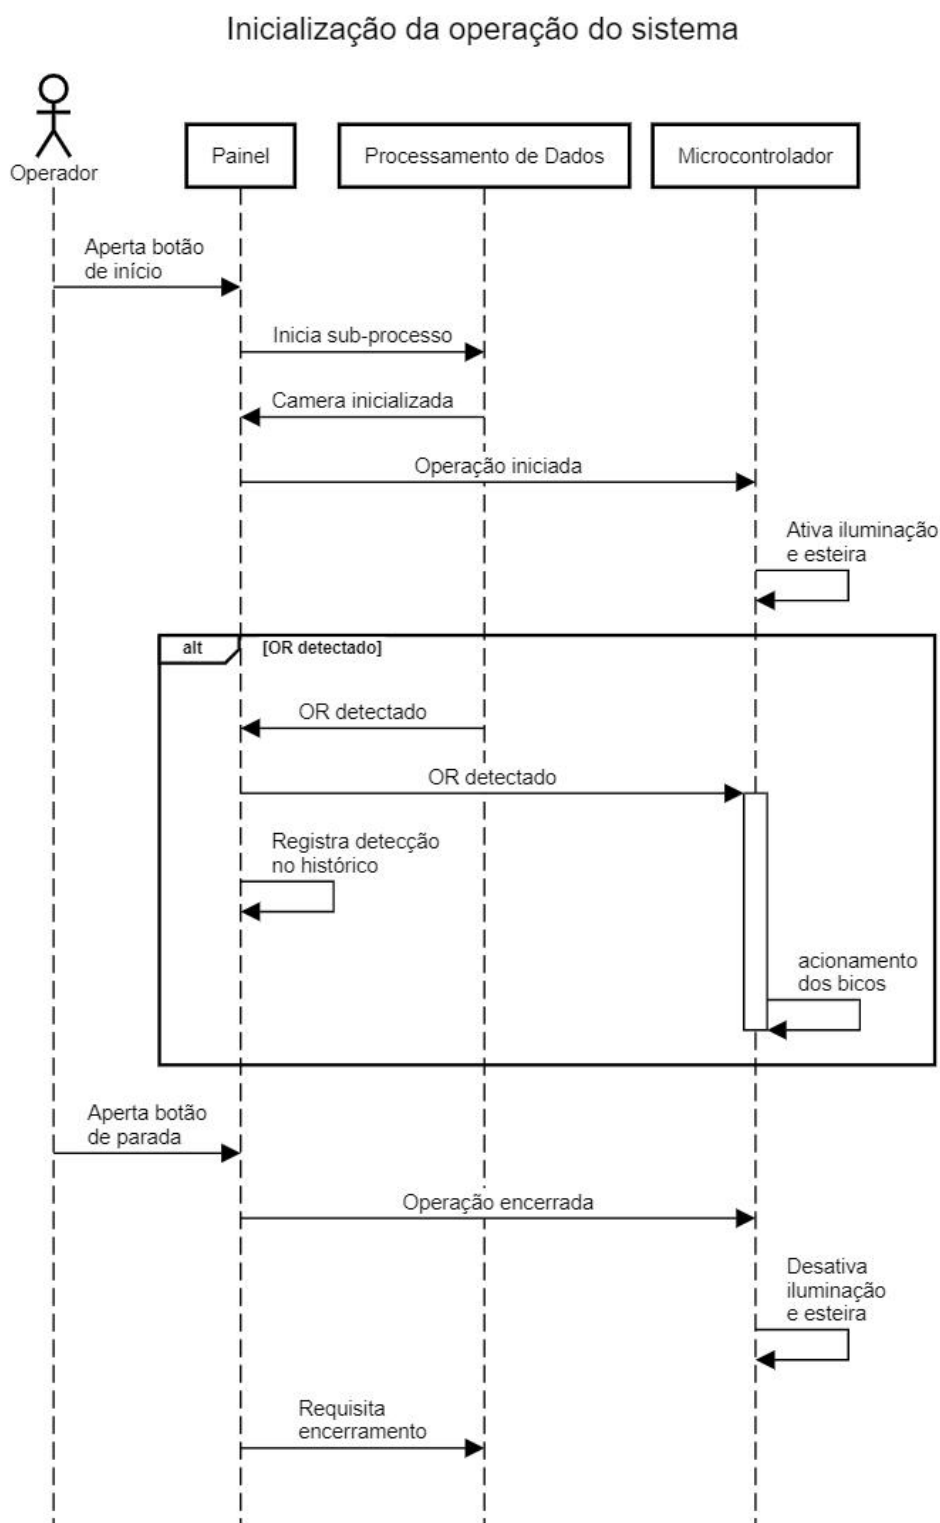 Inicialização da operação do sistema
Operador
Painel
Processamento de Dados
Microcontrolador
Aperta botão
de início
Inicia sub-processo
Camera inicializada
Operação iniciada
Ativa iluminação
e esteira
alt
[OR detectado]
OR detectado
OR detectado
Registra detecção
no histórico
acionamento
dos bicos
Aperta botão
de parada
Operação encerrada
Desativa
iluminação
e esteira
Requisita
encerramento